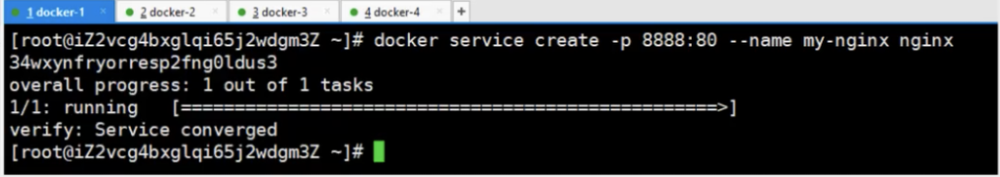 1 docker-1 × 2 docker-2 × 3 docker-3 × 4 docker-4 × +
[root@iZ2vcg4bxglqi65j2wdgm3Z ~]# docker service create -p 8888:80 --name my-nginx nginx
34wxynfryorresp2fng0ldus3
overall progress: 1 out of 1 tasks
1/1: running   [==================================================>]
verify: Service converged
[root@iZ2vcg4bxglqi65j2wdgm3Z ~]#